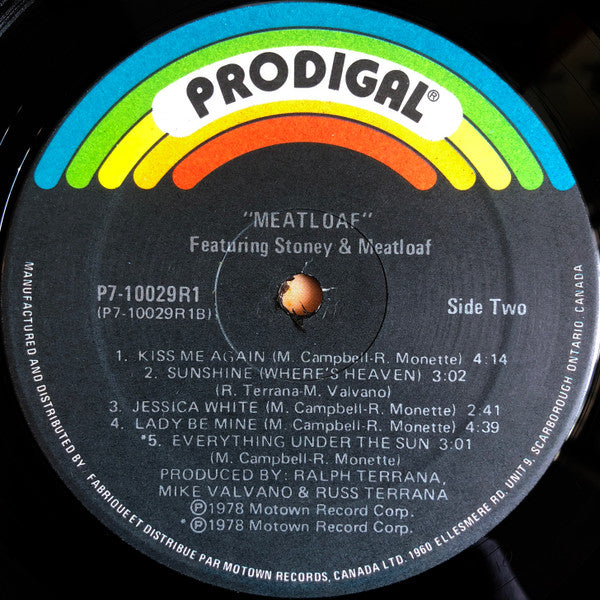 PRODIGAL®
"MEATLOAF"
Featuring Stoney & Meatloaf
P7-10029R1
(P7-10029R1B)
Side Two
1. KISS ME AGAIN (M. Campbell-R. Monette) 4:14
2. SUNSHINE (WHERE'S HEAVEN) 3:02
(R. Terrana-M. Valvano)
3. JESSICA WHITE (M. Campbell-R. Monette) 2:41
4. LADY BE MINE (M. Campbell-R. Monette) 4:39
*5. EVERYTHING UNDER THE SUN 3:01
(M. Campbell-R. Monette)
PRODUCED BY: RALPH TERRANA,
MIKE VALVANO & RUSS TERRANA
℗1978 Motown Record Corp.
*℗1978 Motown Record Corp.
MANUFACTURED AND DISTRIBUTED BY / FABRIQUE ET DISTRIBUE PAR MOTOWN RECORDS, CANADA LTD. 1960 ELLESMERE RD. UNIT 9, SCARBOROUGH ONTARIO, CANADA